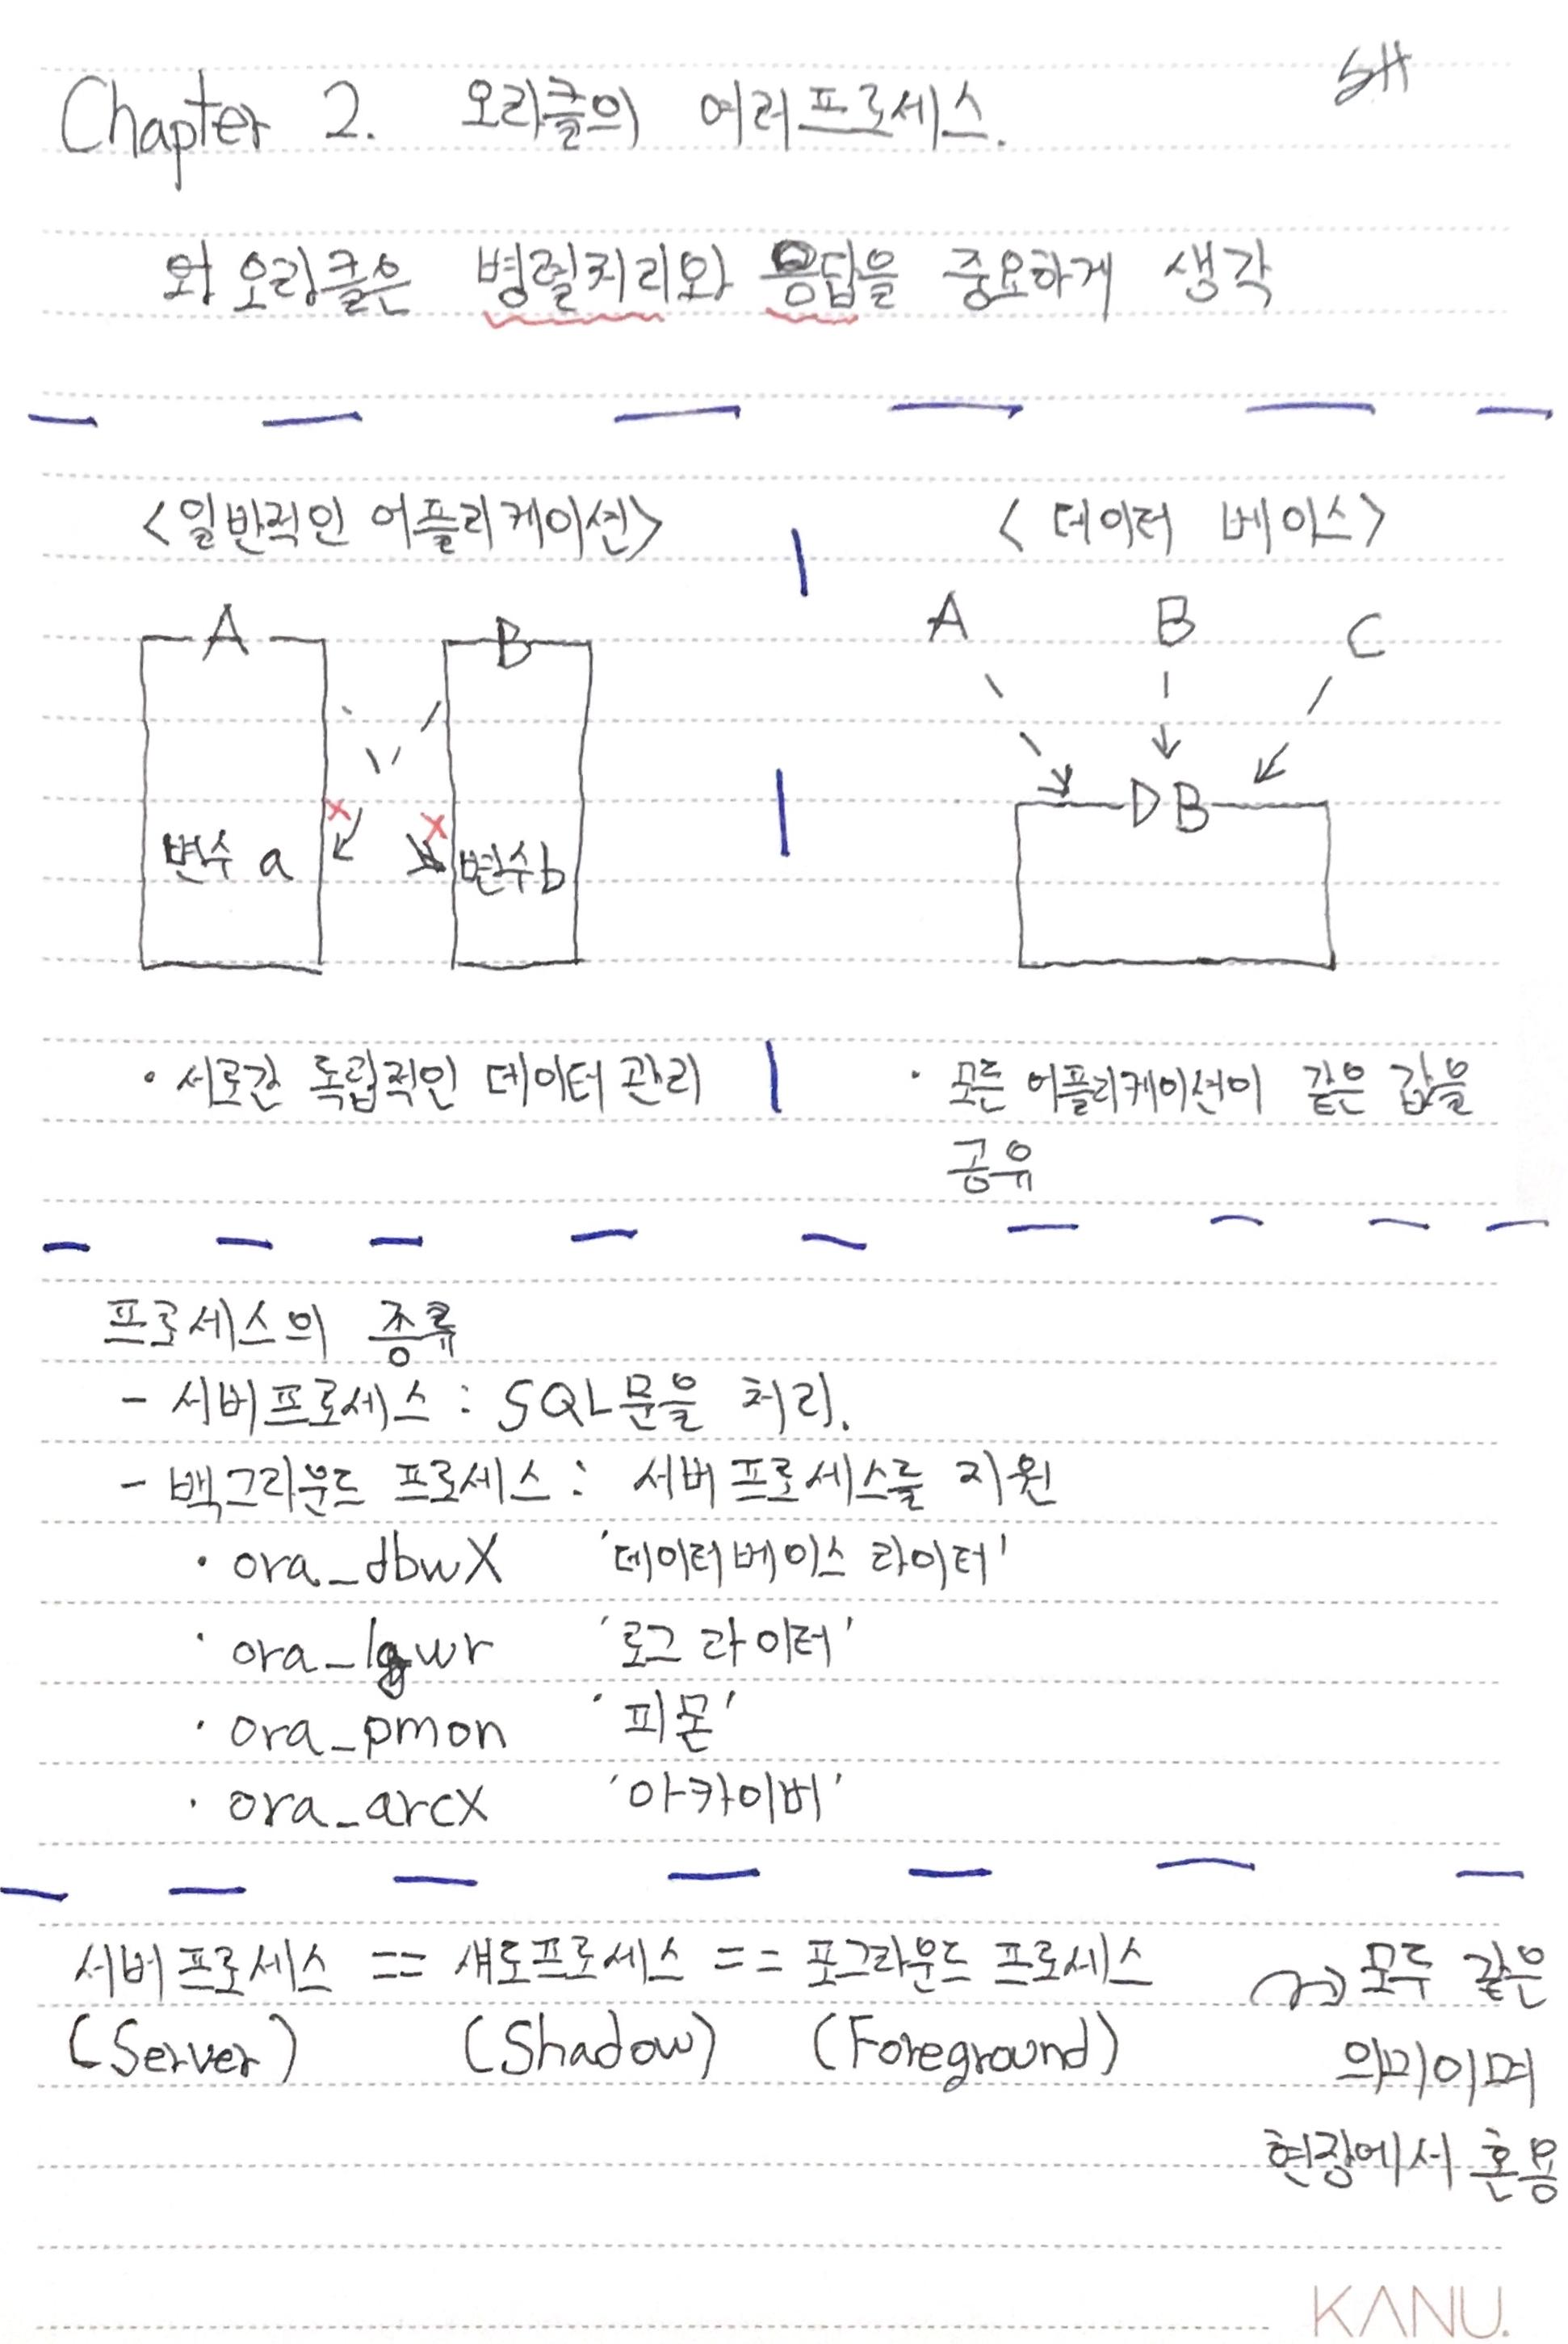 Chapter 2. 오라클의 여러프로세스.
SH
와 오라클은 병렬처리와 응답을 중요하게 생각
<일반적인 어플리케이션>
<데이터 베이스>
A
B
A
B
C
변수 a
변수 b
DB
· 서로간 독립적인 데이터 관리
· 모든 어플리케이션이 같은 값을
공유
프로세스의 종류
- 서버프로세스 : SQL문을 처리.
- 백그라운드 프로세스 : 서버프로세스를 지원
· ora_dbwX '데이터베이스 라이터'
· ora_lgwr '로그 라이터'
· ora_pmon '피몬'
· ora_arcX '아카이버'
서버프로세스 == 섀도프로세스 == 포그라운드 프로세스 ~> 모두 같은
(Server) (Shadow) (Foreground) 의미이며
현장에서 혼용
KANU.